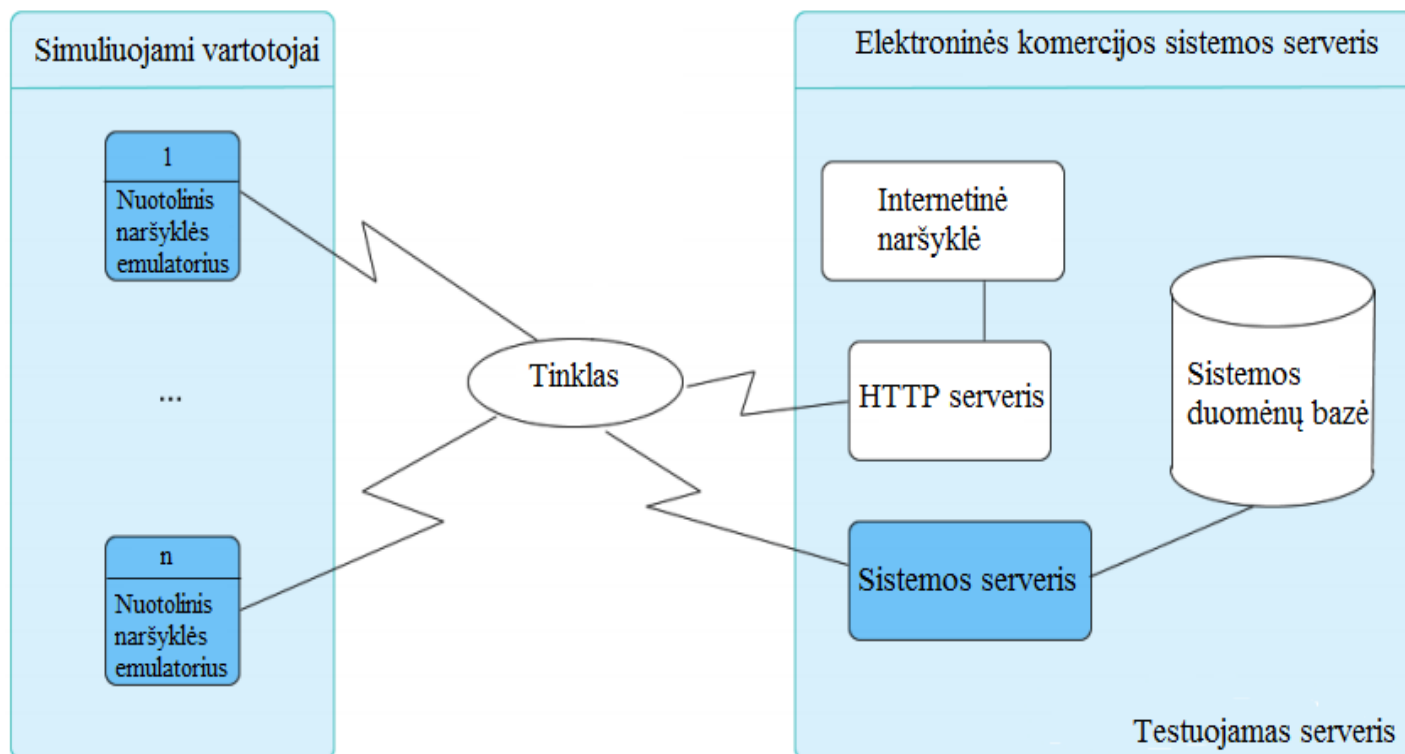 Simuliuojami vartotojai
1
Nuotolinis
naršyklės
emulatorius
...
n
Nuotolinis
naršyklės
emulatorius
Tinklas
Elektroninės komercijos sistemos serveris
Internetinė
naršyklė
HTTP serveris
Sistemos
duomėnų bazė
Sistemos serveris
Testuojamas serveris